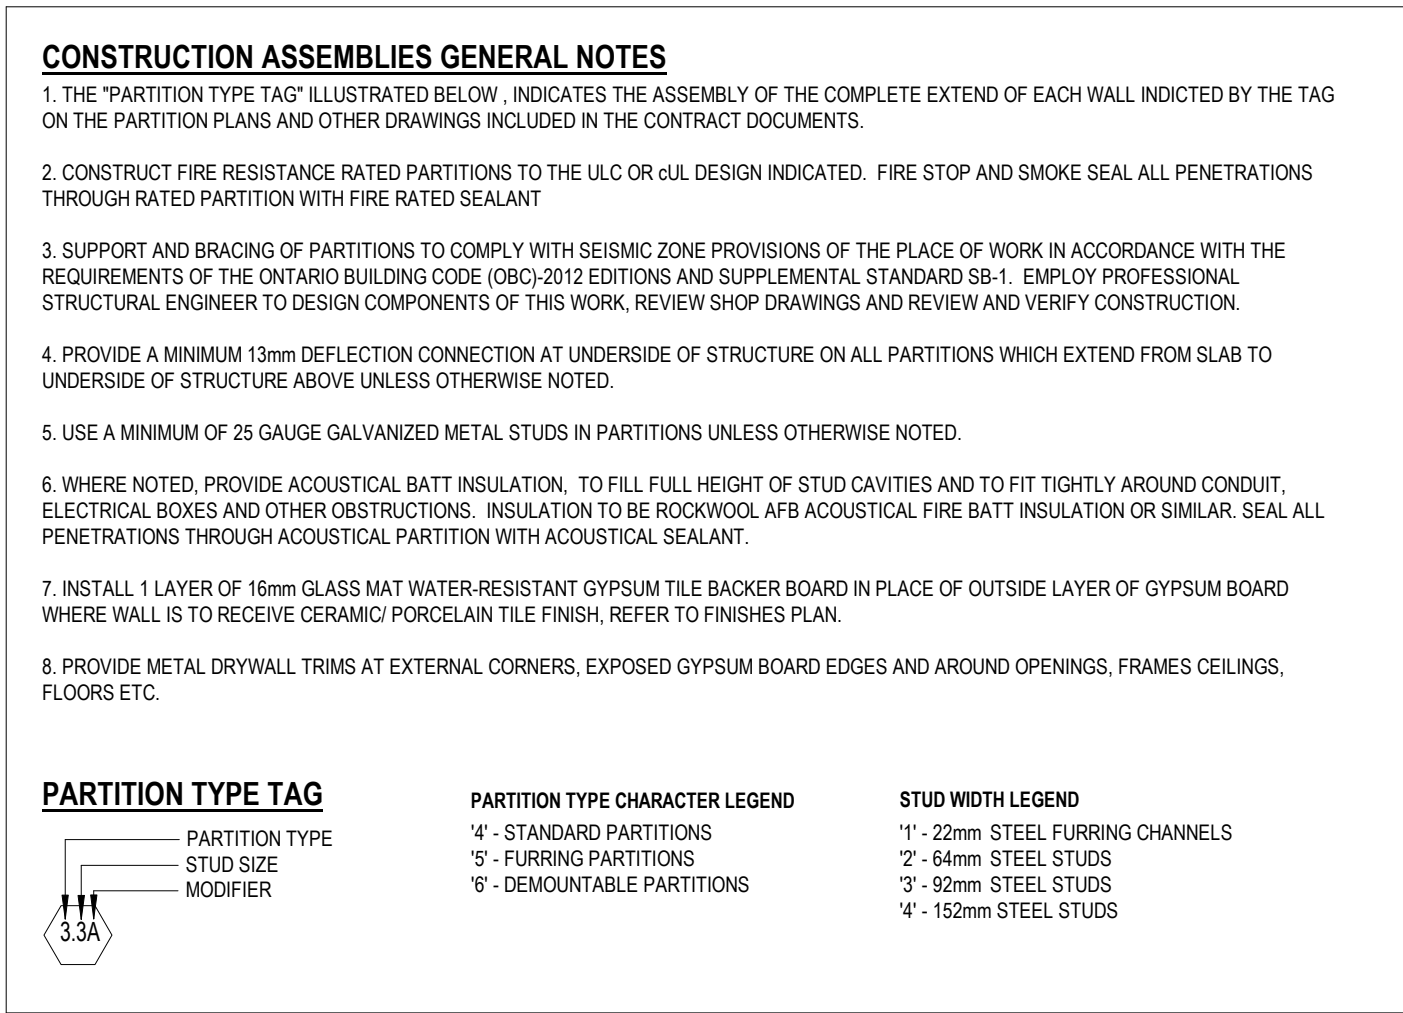 CONSTRUCTION ASSEMBLIES GENERAL NOTES
1. THE "PARTITION TYPE TAG" ILLUSTRATED BELOW , INDICATES THE ASSEMBLY OF THE COMPLETE EXTEND OF EACH WALL INDICTED BY THE TAG
ON THE PARTITION PLANS AND OTHER DRAWINGS INCLUDED IN THE CONTRACT DOCUMENTS.
2. CONSTRUCT FIRE RESISTANCE RATED PARTITIONS TO THE ULC OR cUL DESIGN INDICATED.  FIRE STOP AND SMOKE SEAL ALL PENETRATIONS
THROUGH RATED PARTITION WITH FIRE RATED SEALANT
3. SUPPORT AND BRACING OF PARTITIONS TO COMPLY WITH SEISMIC ZONE PROVISIONS OF THE PLACE OF WORK IN ACCORDANCE WITH THE
REQUIREMENTS OF THE ONTARIO BUILDING CODE (OBC)-2012 EDITIONS AND SUPPLEMENTAL STANDARD SB-1.  EMPLOY PROFESSIONAL
STRUCTURAL ENGINEER TO DESIGN COMPONENTS OF THIS WORK, REVIEW SHOP DRAWINGS AND REVIEW AND VERIFY CONSTRUCTION.
4. PROVIDE A MINIMUM 13mm DEFLECTION CONNECTION AT UNDERSIDE OF STRUCTURE ON ALL PARTITIONS WHICH EXTEND FROM SLAB TO
UNDERSIDE OF STRUCTURE ABOVE UNLESS OTHERWISE NOTED.
5. USE A MINIMUM OF 25 GAUGE GALVANIZED METAL STUDS IN PARTITIONS UNLESS OTHERWISE NOTED.
6. WHERE NOTED, PROVIDE ACOUSTICAL BATT INSULATION,  TO FILL FULL HEIGHT OF STUD CAVITIES AND TO FIT TIGHTLY AROUND CONDUIT,
ELECTRICAL BOXES AND OTHER OBSTRUCTIONS.  INSULATION TO BE ROCKWOOL AFB ACOUSTICAL FIRE BATT INSULATION OR SIMILAR. SEAL ALL
PENETRATIONS THROUGH ACOUSTICAL PARTITION WITH ACOUSTICAL SEALANT.
7. INSTALL 1 LAYER OF 16mm GLASS MAT WATER-RESISTANT GYPSUM TILE BACKER BOARD IN PLACE OF OUTSIDE LAYER OF GYPSUM BOARD
WHERE WALL IS TO RECEIVE CERAMIC/ PORCELAIN TILE FINISH, REFER TO FINISHES PLAN.
8. PROVIDE METAL DRYWALL TRIMS AT EXTERNAL CORNERS, EXPOSED GYPSUM BOARD EDGES AND AROUND OPENINGS, FRAMES CEILINGS,
FLOORS ETC.
PARTITION TYPE TAG
PARTITION TYPE
STUD SIZE
MODIFIER
3.3A
PARTITION TYPE CHARACTER LEGEND
'4' - STANDARD PARTITIONS
'5' - FURRING PARTITIONS
'6' - DEMOUNTABLE PARTITIONS
STUD WIDTH LEGEND
'1' - 22mm STEEL FURRING CHANNELS
'2' - 64mm STEEL STUDS
'3' - 92mm STEEL STUDS
'4' - 152mm STEEL STUDS